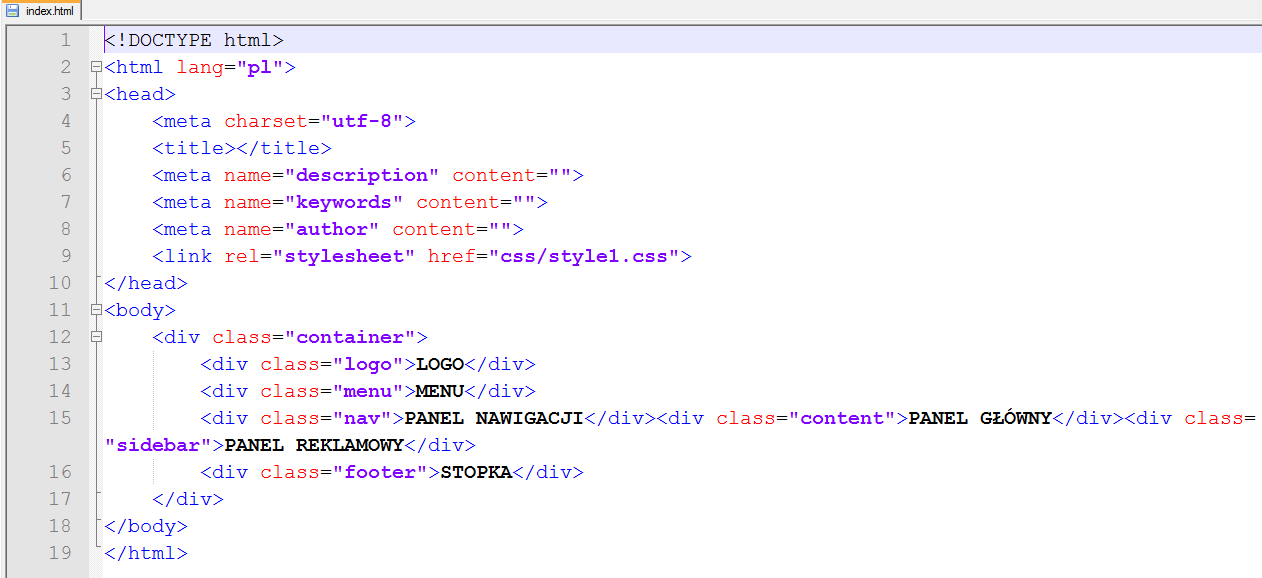 index.html
1 <!DOCTYPE html>
2 <html lang="pl">
3 <head>
4 <meta charset="utf-8">
5 <title></title>
6 <meta name="description" content="">
7 <meta name="keywords" content="">
8 <meta name="author" content="">
9 <link rel="stylesheet" href="css/style1.css">
10 </head>
11 <body>
12 <div class="container">
13 <div class="logo">LOGO</div>
14 <div class="menu">MENU</div>
15 <div class="nav">PANEL NAWIGACJI</div><div class="content">PANEL GŁÓWNY</div><div class=
"sidebar">PANEL REKLAMOWY</div>
16 <div class="footer">STOPKA</div>
17 </div>
18 </body>
19 </html>